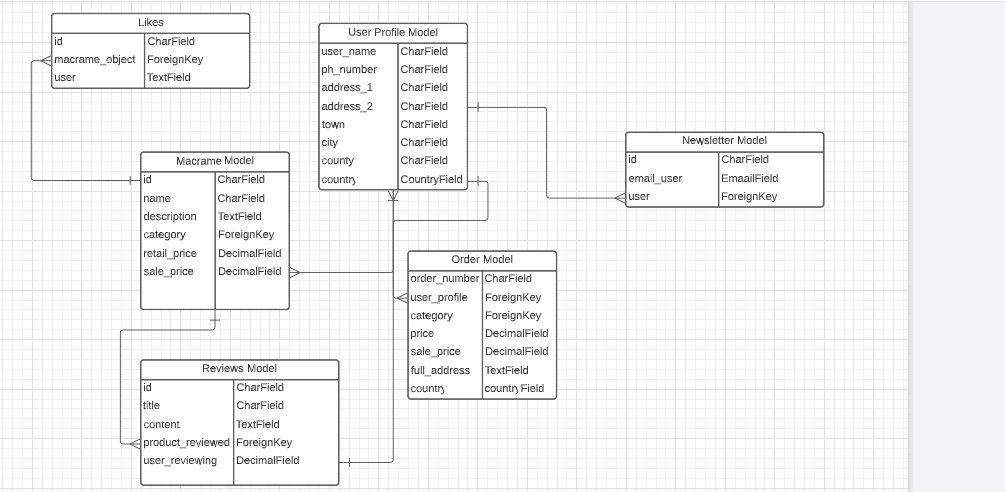 Likes
id CharField
macrame_object ForeignKey
user TextField
User Profile Model
user_name CharField
ph_number CharField
address_1 CharField
address_2 CharField
town CharField
city CharField
county CharField
country CountryField
Newsletter Model
id CharField
email_user EmaailField
user ForeignKey
Macrame Model
id CharField
name CharField
description TextField
category ForeignKey
retail_price DecimalField
sale_price DecimalField
Order Model
order_number CharField
user_profile ForeignKey
category ForeignKey
price DecimalField
sale_price DecimalField
full_address TextField
country countryField
Reviews Model
id CharField
title CharField
content TextField
product_reviewed ForeignKey
user_reviewing DecimalField